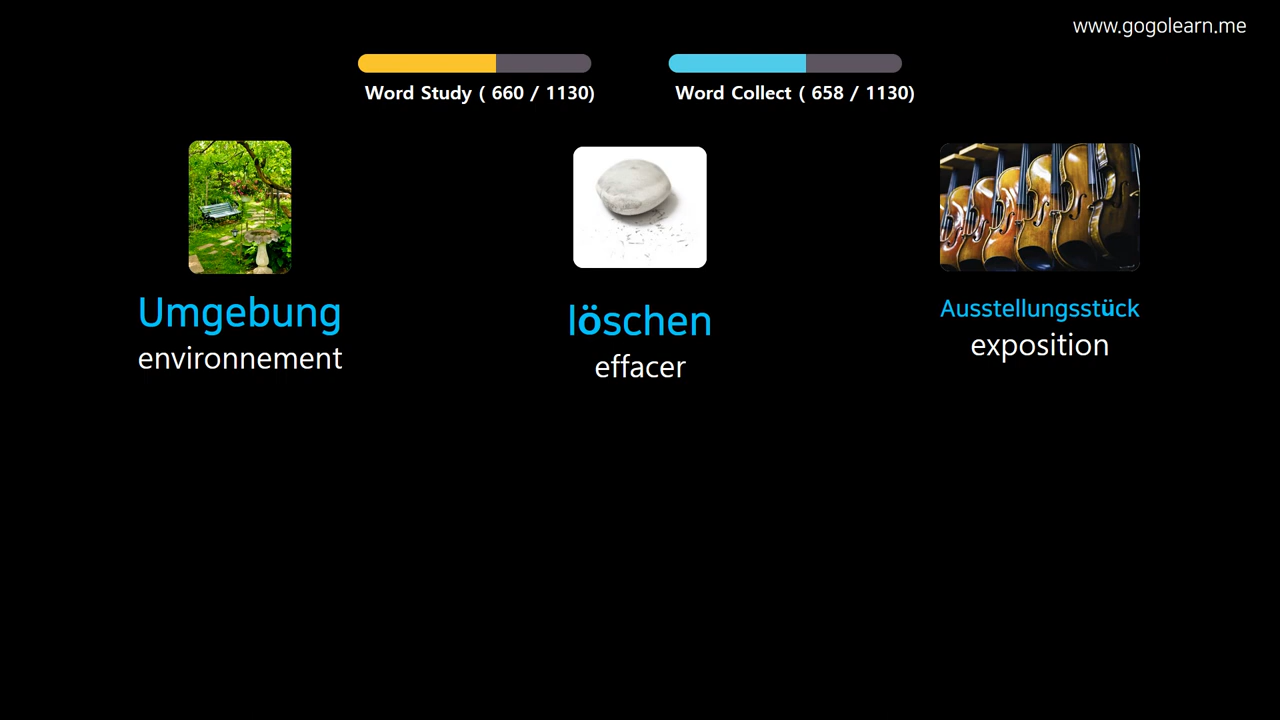 www.gogolearn.me
Word Study ( 660 / 1130)
Word Collect ( 658 / 1130)
Umgebung
environnement
löschen
effacer
Ausstellungsstück
exposition